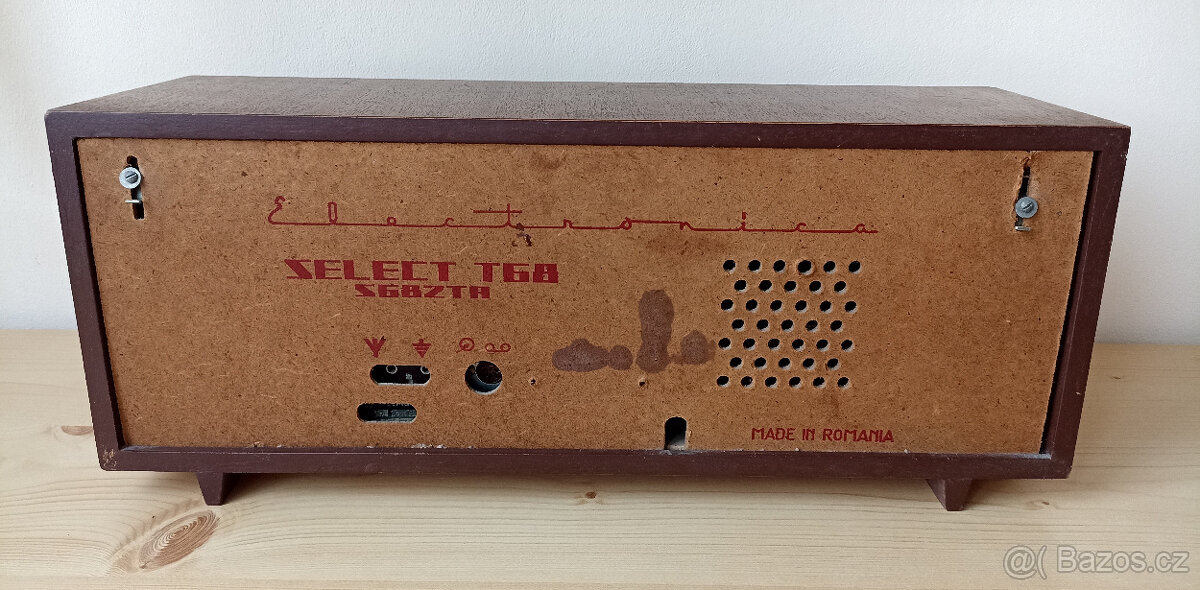 Electronica
SELECT T68
S682TA
MADE IN ROMANIA
@( Bazos.cz